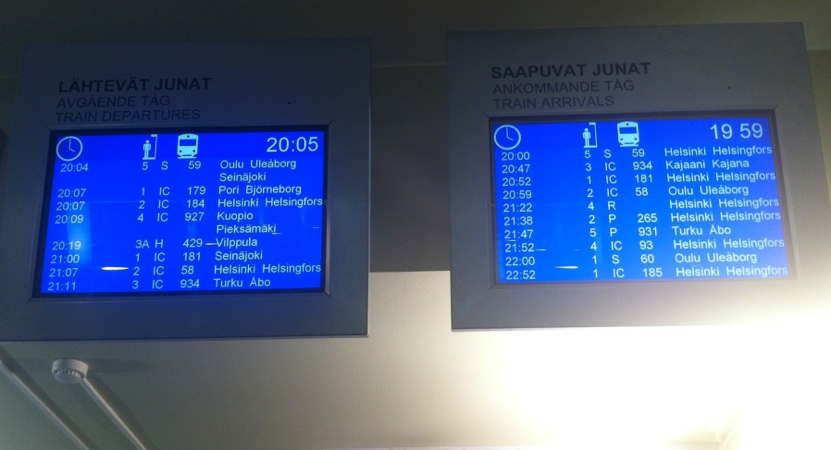 LÄHTEVÄT JUNAT
AVGÅENDE TÅG
TRAIN DEPARTURES
20:05
20:04 5 S 59 Oulu Uleåborg
Seinäjoki
20:07 1 IC 179 Pori Björneborg
20:07 2 IC 184 Helsinki Helsingfors
20:09 4 IC 927 Kuopio
Pieksämäki
20:19 3A H 429 Vilppula
21:00 1 IC 181 Seinäjoki
21:07 2 IC 58 Helsinki Helsingfors
21:11 3 IC 934 Turku Åbo
SAAPUVAT JUNAT
ANKOMMANDE TÅG
TRAIN ARRIVALS
19 59
20:00 5 S 59 Helsinki Helsingfors
20:47 3 IC 934 Kajaani Kajana
20:52 1 IC 181 Helsinki Helsingfors
20:59 2 IC 58 Oulu Uleåborg
21:22 4 R Helsinki Helsingfors
21:38 2 P 265 Helsinki Helsingfors
21:47 5 P 931 Turku Åbo
21:52 4 IC 93 Helsinki Helsingfors
22:00 1 S 60 Oulu Uleåborg
22:52 1 IC 185 Helsinki Helsingfors